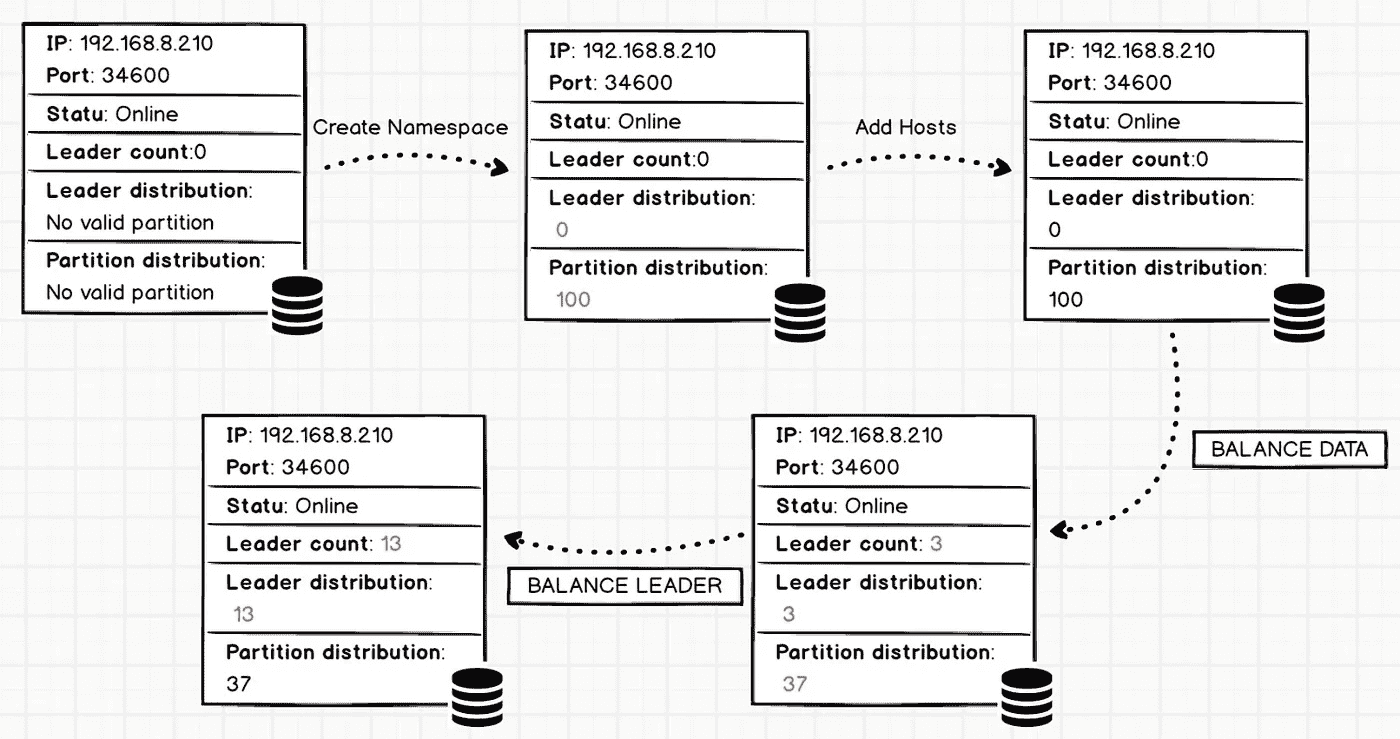 IP: 192.168.8.210
Port: 34600
Statu: Online
Leader count:0
Leader distribution:
No valid partition
Partition distribution:
No valid partition
Create Namespace
IP: 192.168.8.210
Port: 34600
Statu: Online
Leader count:0
Leader distribution:
0
Partition distribution:
100
Add Hosts
IP: 192.168.8.210
Port: 34600
Statu: Online
Leader count:0
Leader distribution:
0
Partition distribution:
100
BALANCE DATA
IP: 192.168.8.210
Port: 34600
Statu: Online
Leader count: 3
Leader distribution:
3
Partition distribution:
37
BALANCE LEADER
IP: 192.168.8.210
Port: 34600
Statu: Online
Leader count: 13
Leader distribution:
13
Partition distribution:
37